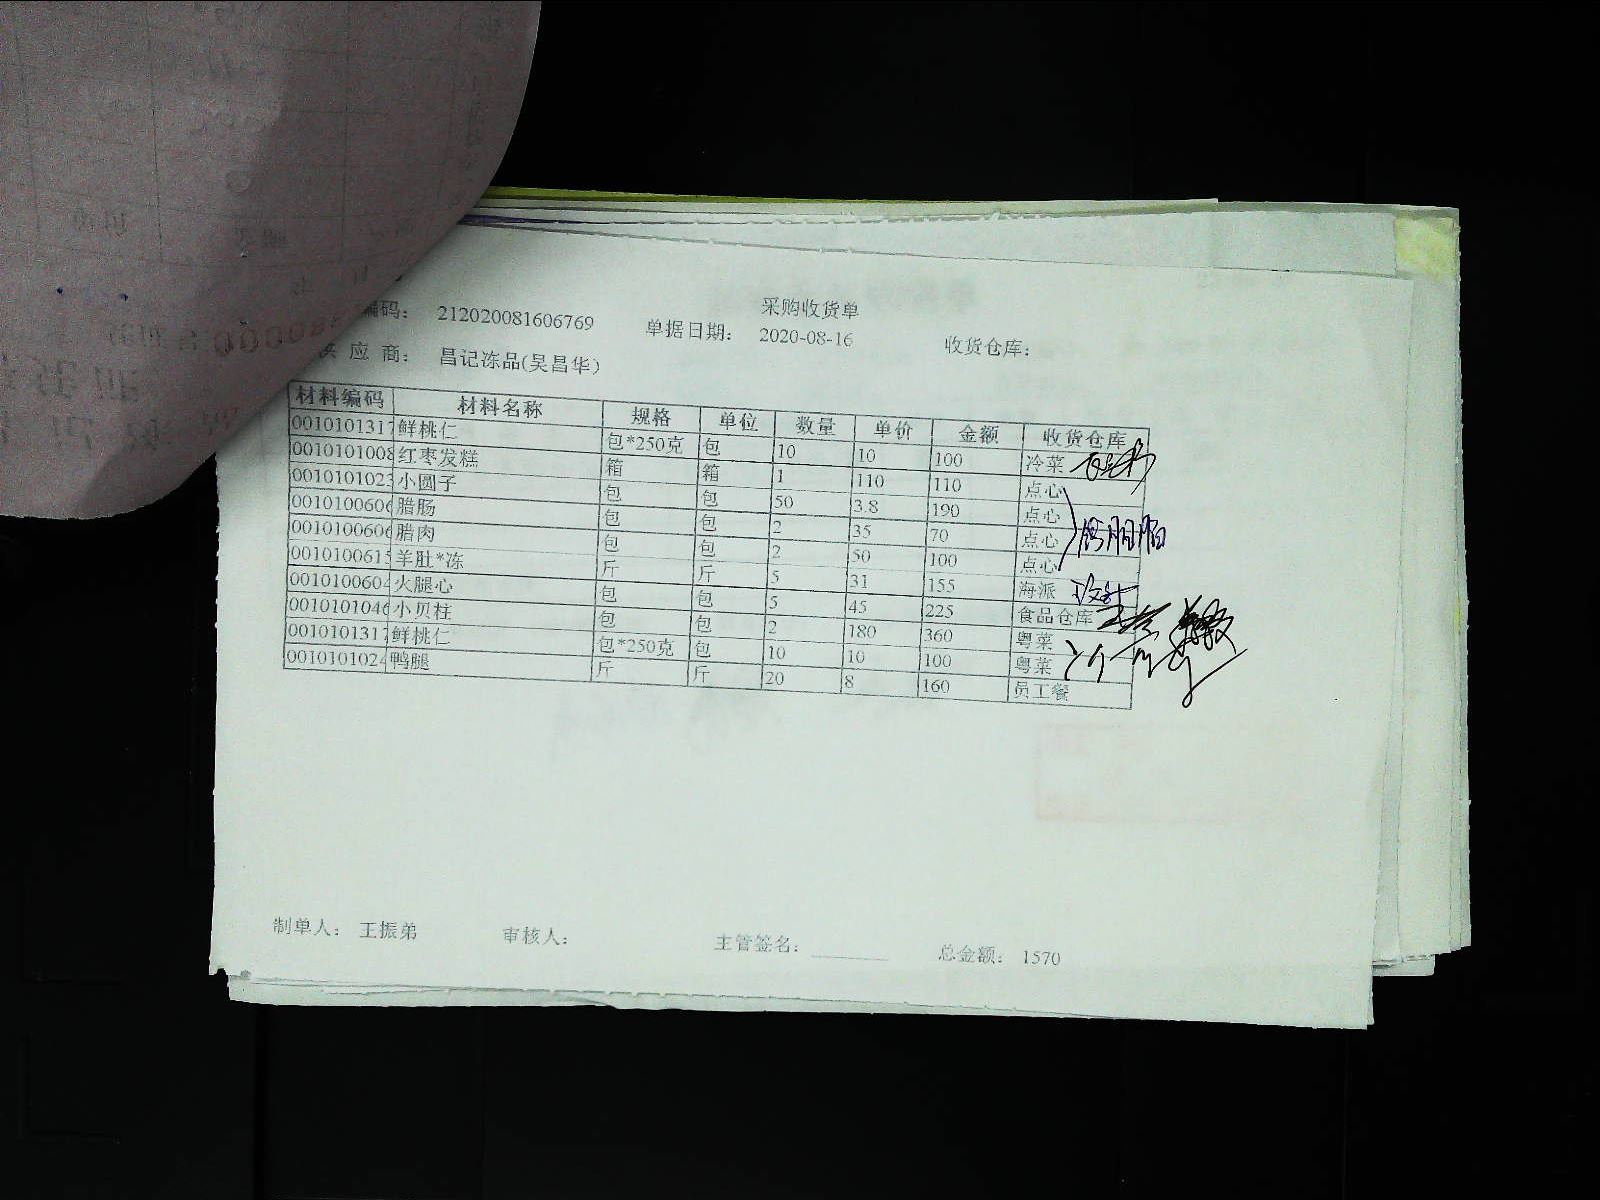 采购收货单
编码： 212020081606769 单据日期： 2020-08-16 收货仓库：
供 应 商： 昌记冻品(吴昌华)
材料编码 材料名称 规格 单位 数量 单价 金额 收货仓库
0010101317 鲜桃仁 包*250克 包 10 10 100 冷菜
0010101008 红枣发糕 箱 箱 1 110 110 点心
0010101023 小圆子 包 包 50 3.8 190 点心
001010060 腊肠 包 包 2 35 70 点心
001010060 腊肉 包 包 2 50 100 点心
001010061 羊肚*冻 斤 斤 5 31 155 海派
001010060 火腿心 包 包 5 45 225 食品仓库
001010104 小贝柱 包 包 2 180 360 粤菜
0010101317 鲜桃仁 包*250克 包 10 10 100 粤菜
001010102 鸭腿 斤 斤 20 8 160 员工餐
制单人： 王振弟 审核人： 主管签名： 总金额： 1570